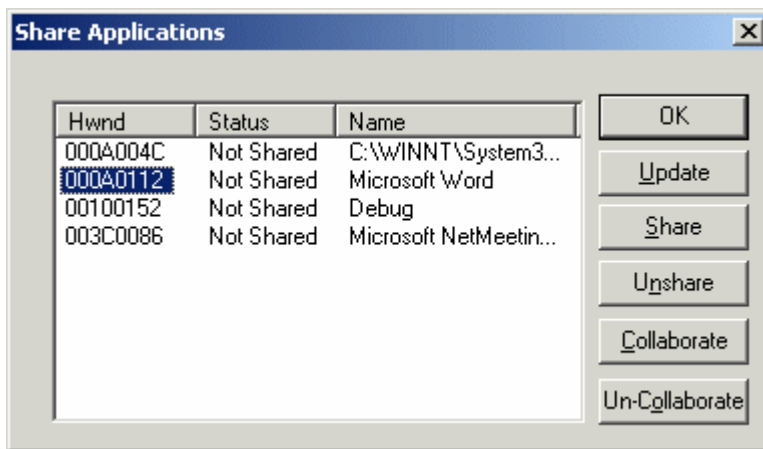 Share Applications
Hwnd Status Name
000A004C Not Shared C:\WINNT\System3...
000A0112 Not Shared Microsoft Word
00100152 Not Shared Debug
003C0086 Not Shared Microsoft NetMeetin...
OK
Update
Share
Unshare
Collaborate
Un-Collaborate